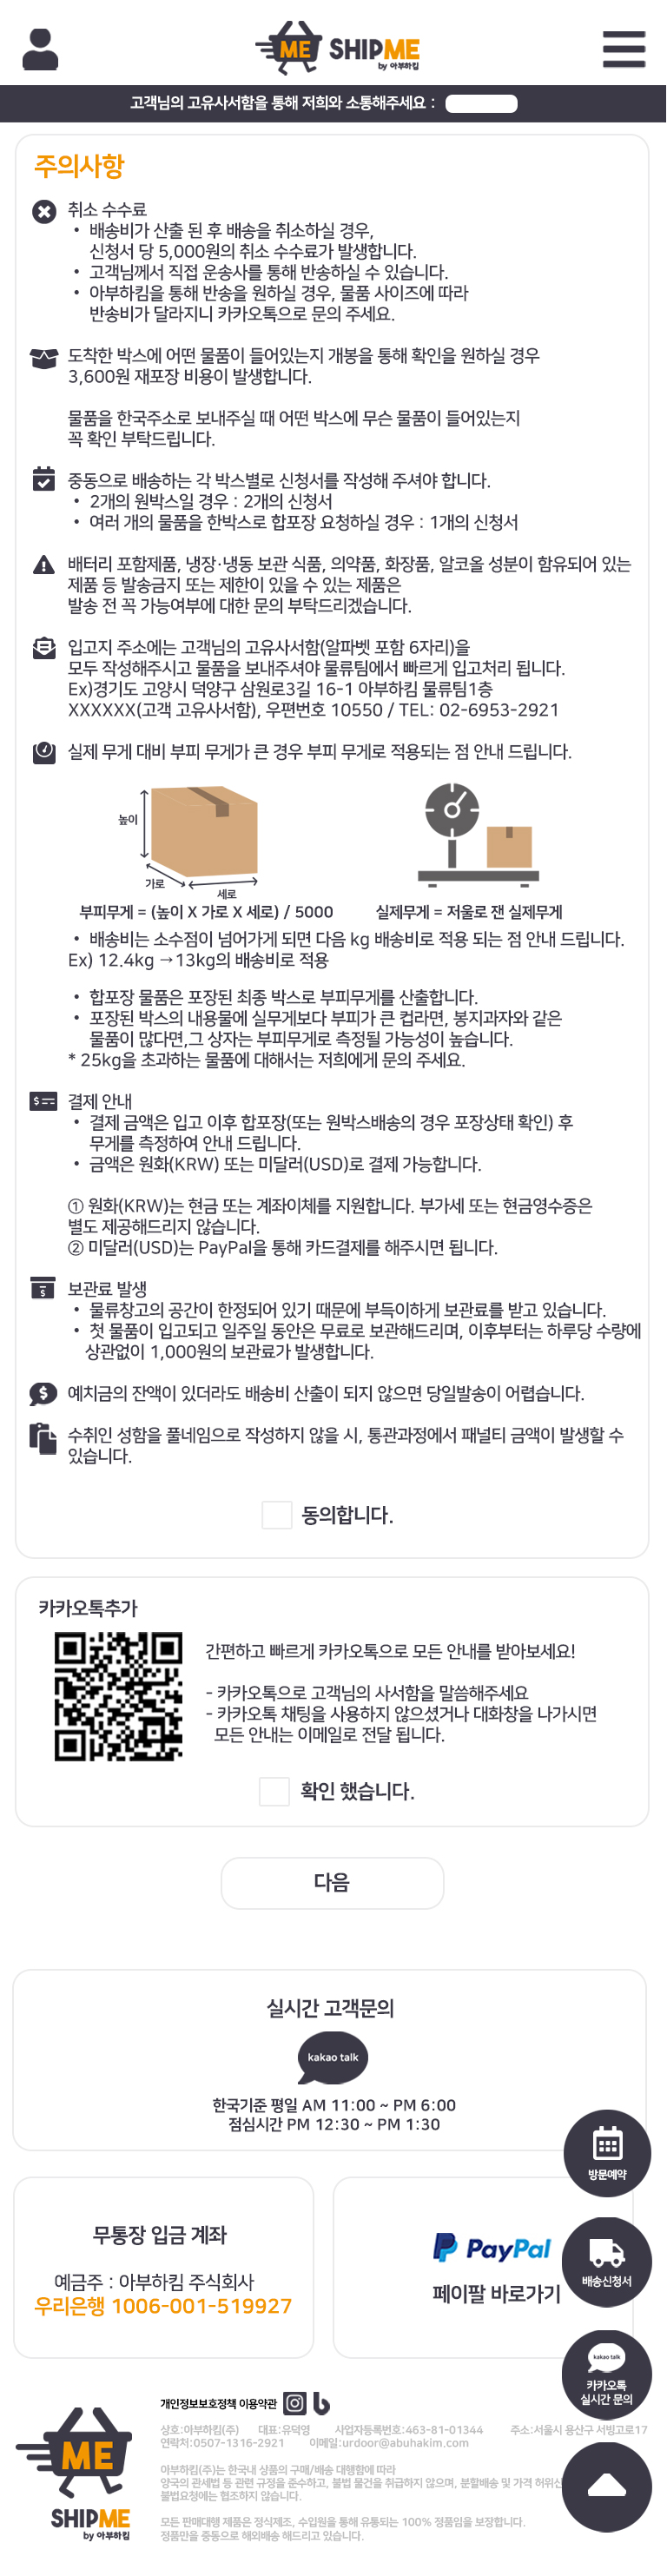 ME SHIPME
by 아부하킴
고객님의 고유사서함을 통해 저희와 소통해주세요 :
주의사항
취소 수수료
• 배송비가 산출 된 후 배송을 취소하실 경우,
신청서 당 5,000원의 취소 수수료가 발생합니다.
• 고객님께서 직접 운송사를 통해 반송하실 수 있습니다.
• 아부하킴을 통해 반송을 원하실 경우, 물품 사이즈에 따라
반송비가 달라지니 카카오톡으로 문의 주세요.
도착한 박스에 어떤 물품이 들어있는지 개봉을 통해 확인을 원하실 경우
3,600원 재포장 비용이 발생합니다.
물품을 한국주소로 보내주실 때 어떤 박스에 무슨 물품이 들어있는지
꼭 확인 부탁드립니다.
중동으로 배송하는 각 박스별로 신청서를 작성해 주셔야 합니다.
• 2개의 원박스일 경우 : 2개의 신청서
• 여러 개의 물품을 한박스로 합포장 요청하실 경우 : 1개의 신청서
배터리 포함제품, 냉장·냉동 보관 식품, 의약품, 화장품, 알코올 성분이 함유되어 있는
제품 등 발송금지 또는 제한이 있을 수 있는 제품은
발송 전 꼭 가능여부에 대한 문의 부탁드리겠습니다.
입고지 주소에는 고객님의 고유사서함(알파벳 포함 6자리)을
모두 작성해주시고 물품을 보내주셔야 물류팀에서 빠르게 입고처리 됩니다.
Ex)경기도 고양시 덕양구 삼원로3길 16-1 아부하킴 물류팀1층
XXXXXX(고객 고유사서함), 우편번호 10550 / TEL: 02-6953-2921
실제 무게 대비 부피 무게가 큰 경우 부피 무게로 적용되는 점 안내 드립니다.
높이
가로
세로
부피무게 = (높이 X 가로 X 세로) / 5000
실제무게 = 저울로 잰 실제무게
• 배송비는 소수점이 넘어가게 되면 다음 kg 배송비로 적용 되는 점 안내 드립니다.
Ex) 12.4kg →13kg의 배송비로 적용
• 합포장 물품은 포장된 최종 박스로 부피무게를 산출합니다.
• 포장된 박스의 내용물에 실무게보다 부피가 큰 컵라면, 봉지과자와 같은
물품이 많다면,그 상자는 부피무게로 측정될 가능성이 높습니다.
* 25kg을 초과하는 물품에 대해서는 저희에게 문의 주세요.
결제 안내
• 결제 금액은 입고 이후 합포장(또는 원박스배송의 경우 포장상태 확인) 후
무게를 측정하여 안내 드립니다.
• 금액은 원화(KRW) 또는 미달러(USD)로 결제 가능합니다.
① 원화(KRW)는 현금 또는 계좌이체를 지원합니다. 부가세 또는 현금영수증은
별도 제공해드리지 않습니다.
② 미달러(USD)는 PayPal을 통해 카드결제를 해주시면 됩니다.
보관료 발생
• 물류창고의 공간이 한정되어 있기 때문에 부득이하게 보관료를 받고 있습니다.
• 첫 물품이 입고되고 일주일 동안은 무료로 보관해드리며, 이후부터는 하루당 수량에
상관없이 1,000원의 보관료가 발생합니다.
예치금의 잔액이 있더라도 배송비 산출이 되지 않으면 당일발송이 어렵습니다.
수취인 성함을 풀네임으로 작성하지 않을 시, 통관과정에서 패널티 금액이 발생할 수
있습니다.
동의합니다.
카카오톡추가
간편하고 빠르게 카카오톡으로 모든 안내를 받아보세요!
- 카카오톡으로 고객님의 사서함을 말씀해주세요
- 카카오톡 채팅을 사용하지 않으셨거나 대화창을 나가시면
모든 안내는 이메일로 전달 됩니다.
확인 했습니다.
다음
실시간 고객문의
kakao talk
한국기준 평일 AM 11:00 ~ PM 6:00
점심시간 PM 12:30 ~ PM 1:30
방문예약
무통장 입금 계좌
예금주 : 아부하킴 주식회사
우리은행 1006-001-519927
PayPal
페이팔 바로가기
배송신청서
kakao talk
카카오톡
실시간 문의
ME
SHIPME
by 아부하킴
개인정보보호정책 이용약관
상호:아부하킴(주) 대표:유덕영 사업자등록번호:463-81-01344 주소:서울시 용산구 서빙고로17
연락처:0507-1316-2921 이메일:urdoor@abuhakim.com
아부하킴(주)는 한국내 상품의 구매/배송 대행함에 따라
양국의 관세법 등 관련 규정을 준수하고, 불법 물건을 취급하지 않으며, 분할배송 및 가격 허위신
불법요청에는 협조하지 않습니다.
모든 판매대행 제품은 정식제조, 수입원을 통해 유통되는 100% 정품임을 보장합니다.
정품만을 중동으로 해외배송 해드리고 있습니다.